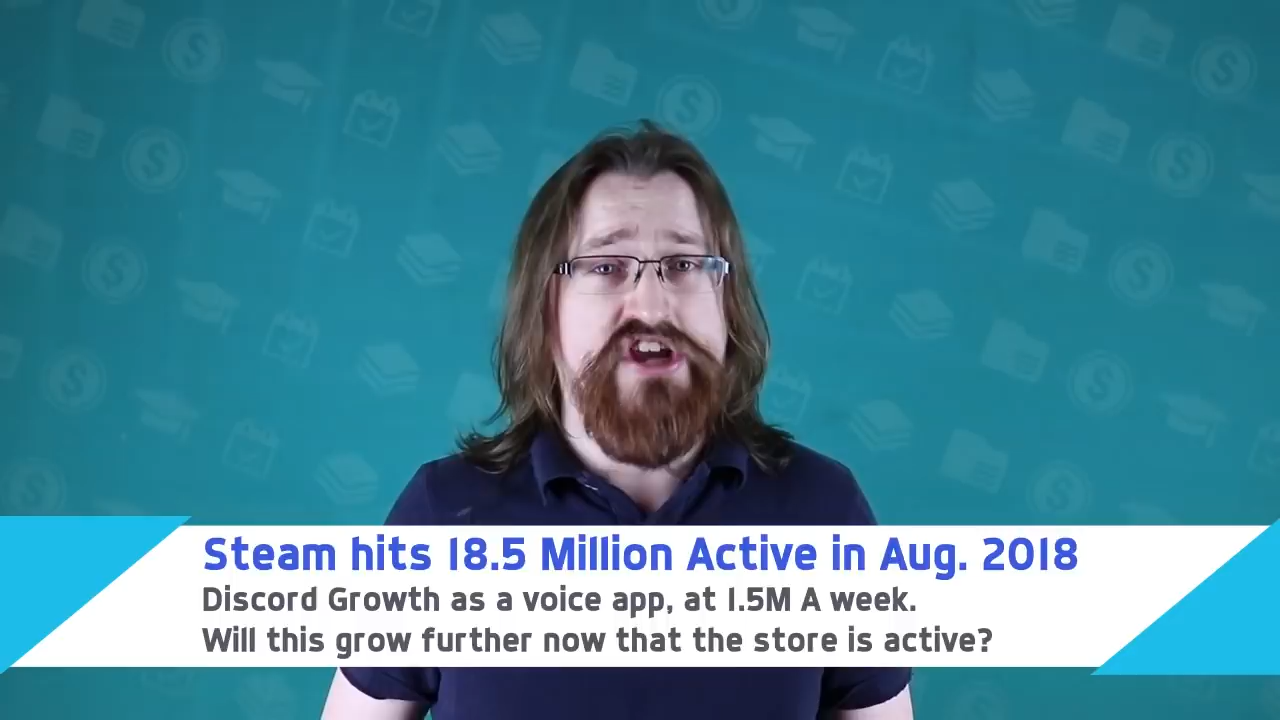 Steam hits 18.5 Million Active in Aug. 2018
Discord Growth as a voice app, at 1.5M A week.
Will this grow further now that the store is active?